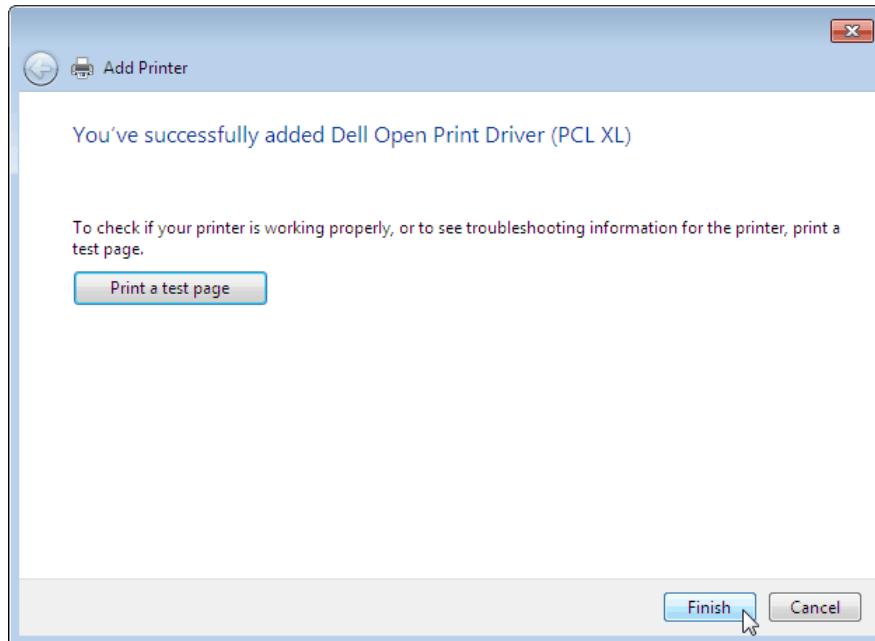 Add Printer
You've successfully added Dell Open Print Driver (PCL XL)
To check if your printer is working properly, or to see troubleshooting information for the printer, print a
test page.
Print a test page
Finish
Cancel